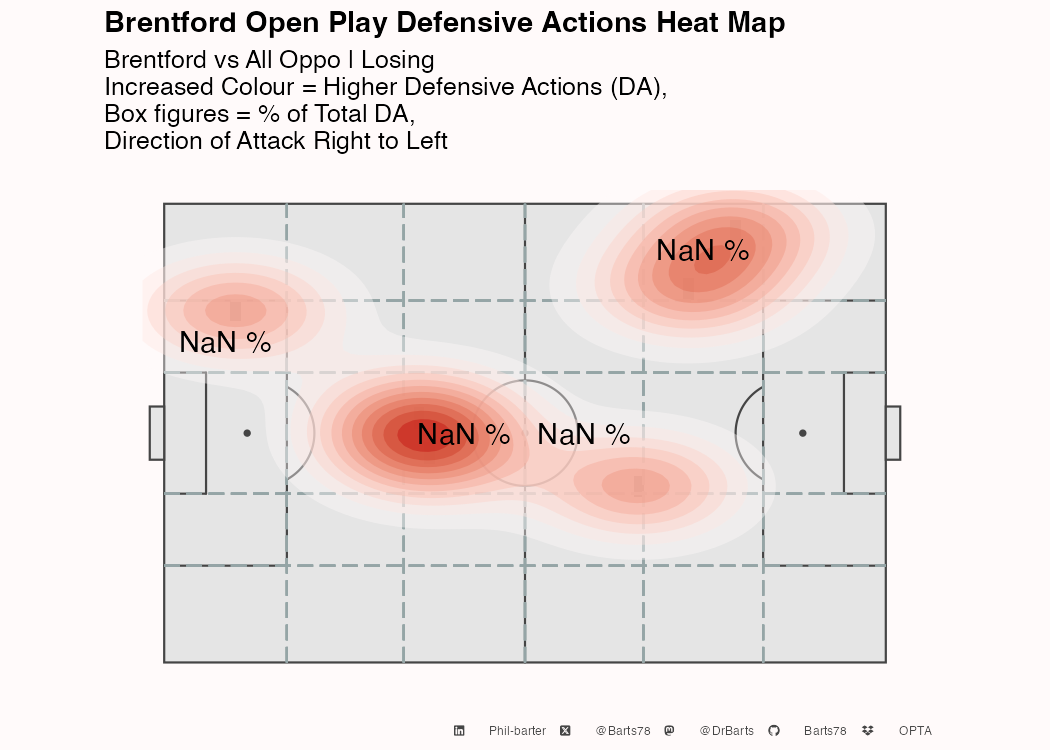 Brentford Open Play Defensive Actions Heat Map
Brentford vs All Oppo | Losing
Increased Colour = Higher Defensive Actions (DA),
Box figures = % of Total DA,
Direction of Attack Right to Left
NaN %
NaN %
NaN % NaN %
Phil-barter @Barts78 @DrBarts Barts78 OPTA